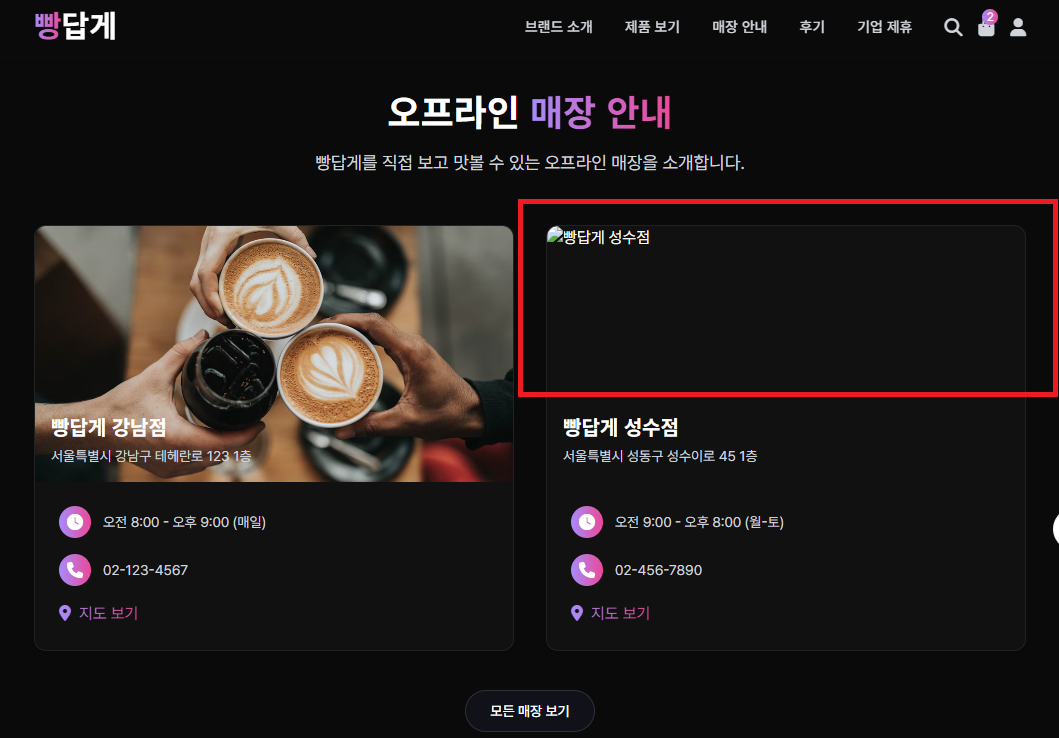 빵답게
브랜드 소개
제품 보기
매장 안내
후기
기업 제휴
2
오프라인 매장 안내
빵답게를 직접 보고 맛볼 수 있는 오프라인 매장을 소개합니다.
빵답게 강남점
서울특별시 강남구 테헤란로 123 1층
오전 8:00 - 오후 9:00 (매일)
02-123-4567
지도 보기
빵답게 성수점
빵답게 성수점
서울특별시 성동구 성수이로 45 1층
오전 9:00 - 오후 8:00 (월-토)
02-456-7890
지도 보기
모든 매장 보기